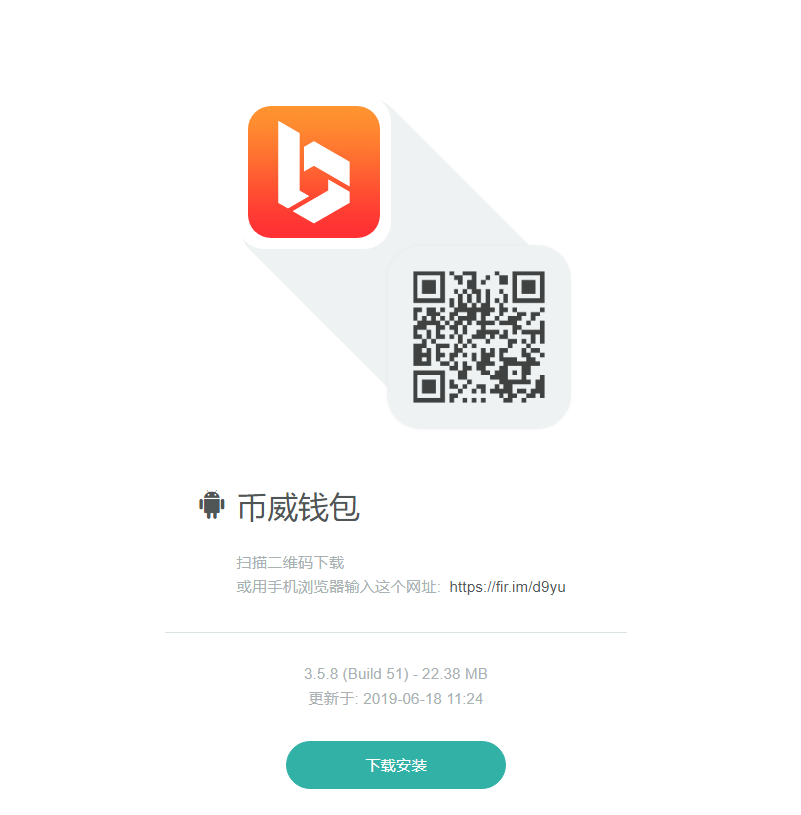 币威钱包
扫描二维码下载
或用手机浏览器输入这个网址: https://fir.im/d9yu
3.5.8 (Build 51) - 22.38 MB
更新于: 2019-06-18 11:24
下载安装